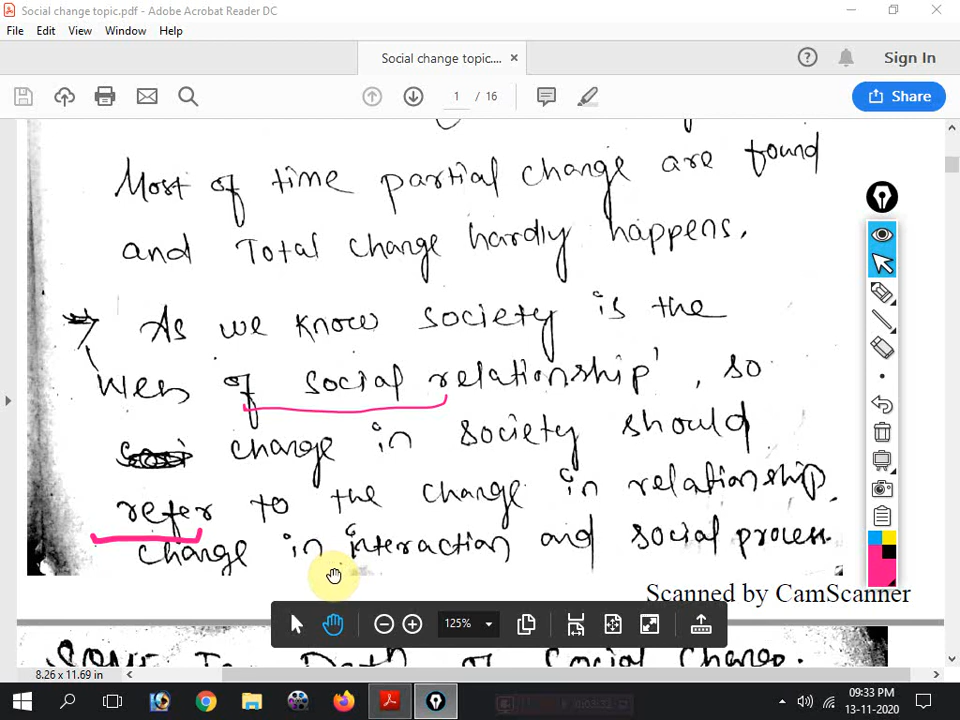 Social change topic.pdf - Adobe Acrobat Reader DC
File Edit View Window Help
Social change topic.... ×
Sign In
1 / 16
Share
Most of time partial change are found
and Total change hardly happens.
As we know society is the
web of social relationship', so
change in society should
refer to the change in relationship,
change in interaction and social process.
Scanned by CamScanner
125%
of Social Change.
8.26 x 11.69 in
09:33 PM
13-11-2020